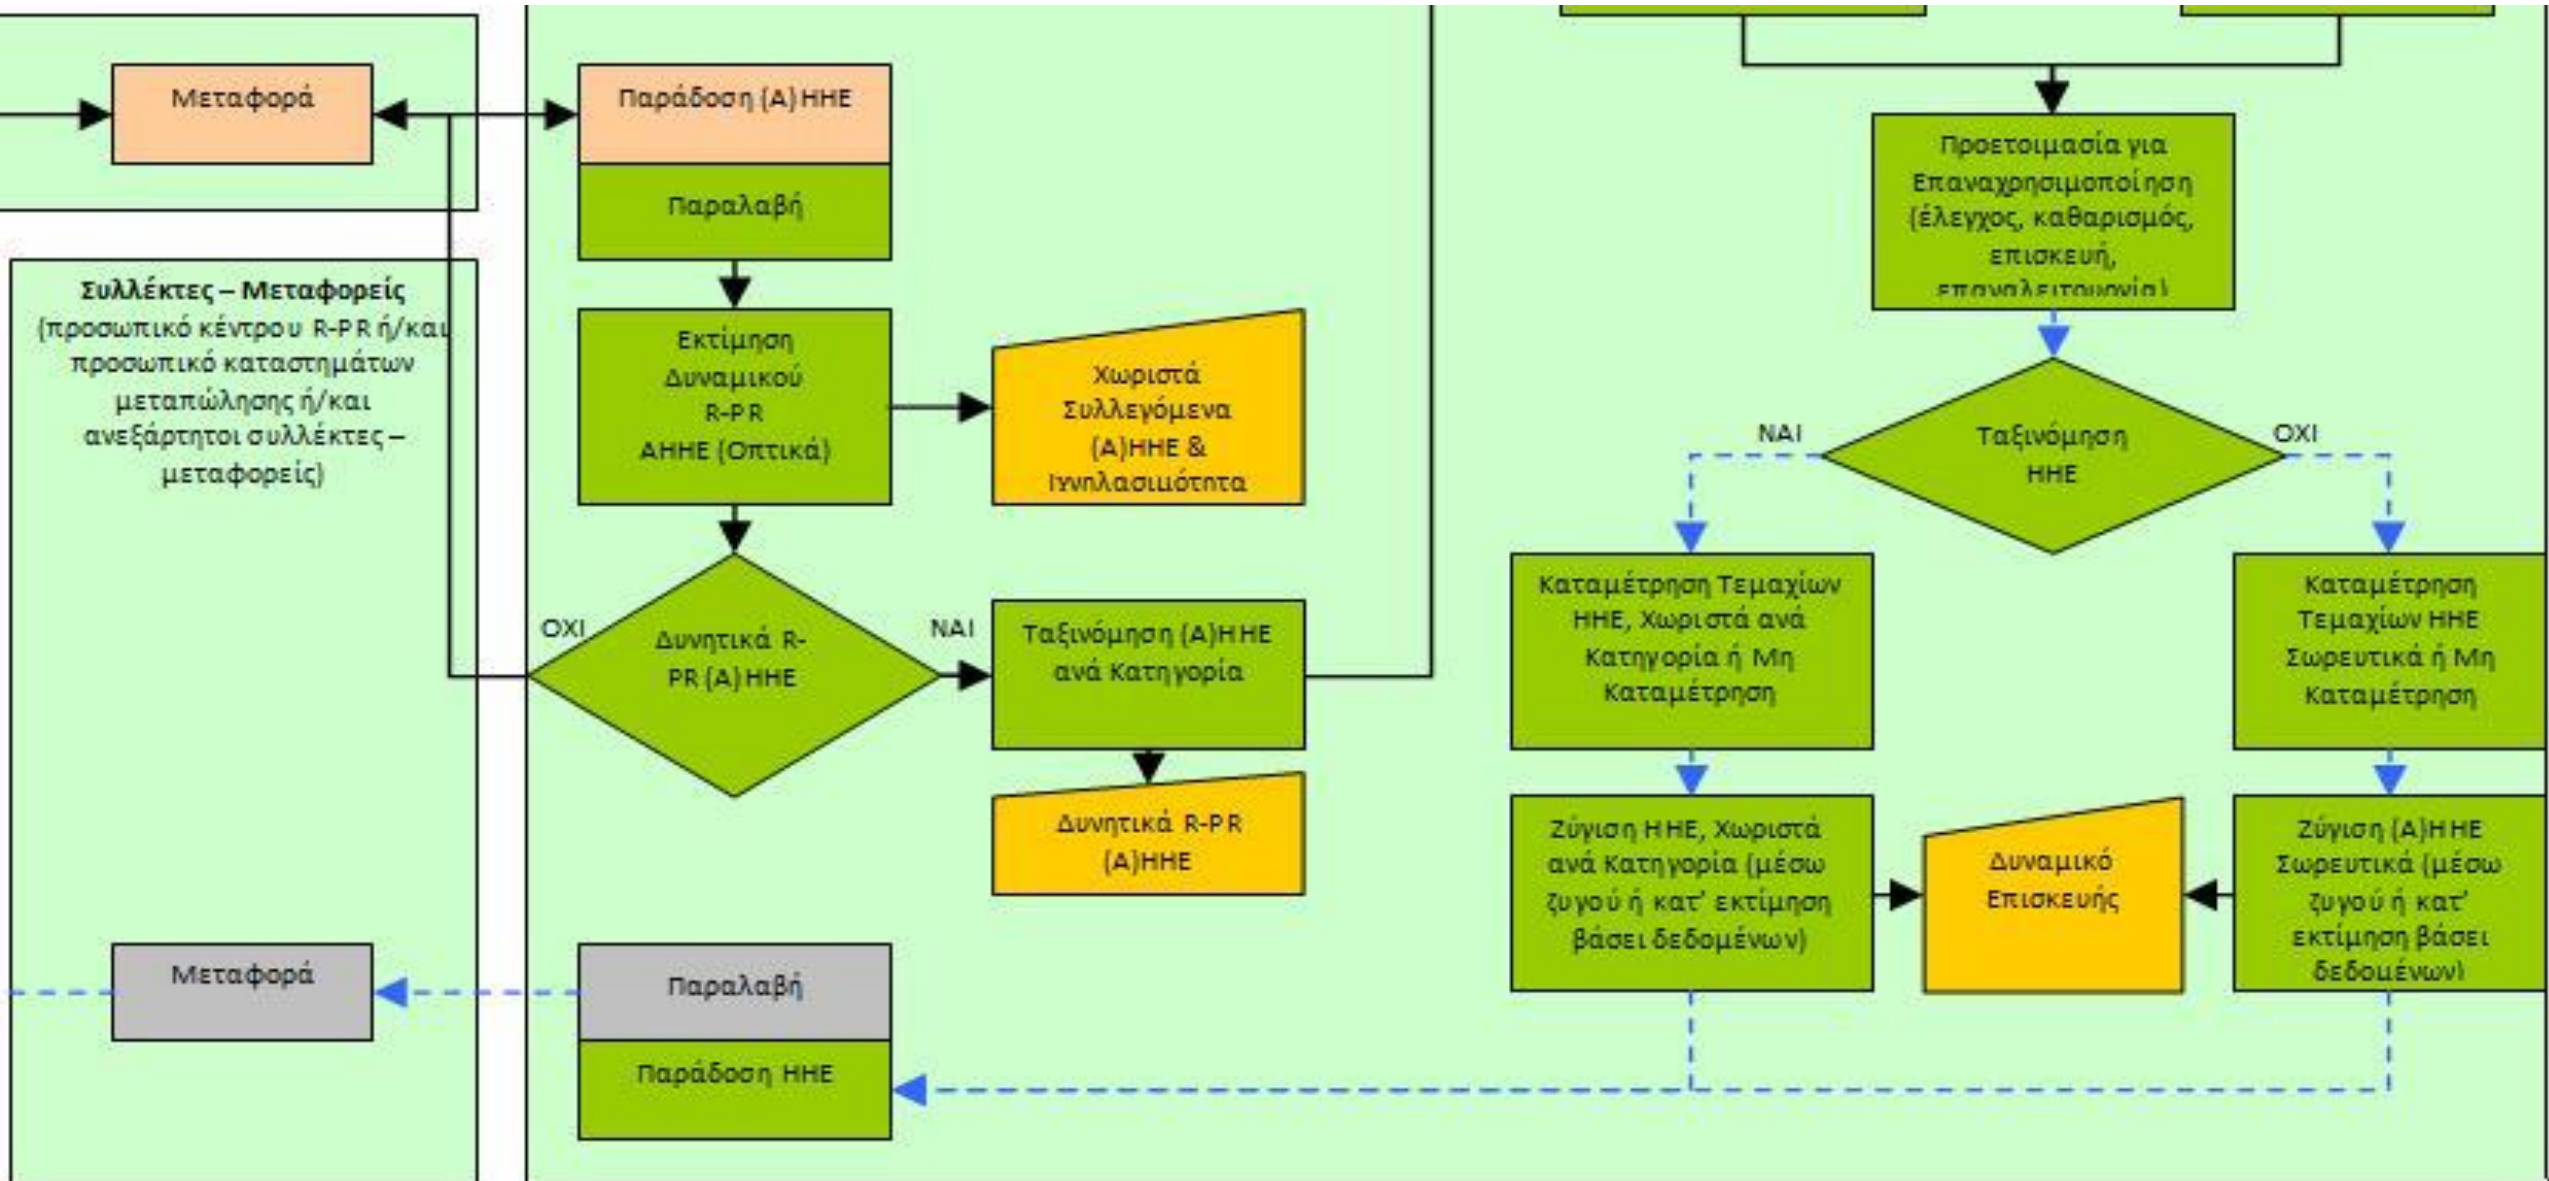 Μεταφορά
Συλλέκτες – Μεταφορείς
(προσωπικό κέντρου R-PR ή/και
προσωπικό καταστημάτων
μεταπώλησης ή/και
ανεξάρτητοι συλλέκτες –
μεταφορείς)
Μεταφορά
Παράδοση (Α)ΗΗΕ
Παραλαβή
Εκτίμηση
Δυναμικού
R-PR
ΑΗΗΕ (Οπτικά)
Χωριστά
Συλλεγόμενα
(Α)ΗΗΕ &
Ιχνηλασιμότητα
ΟΧΙ
Δυνητικά R-
PR (Α)ΗΗΕ
ΝΑΙ
Ταξινόμηση (Α)ΗΗΕ
ανά Κατηγορία
Δυνητικά R-PR
(Α)ΗΗΕ
Παραλαβή
Παράδοση ΗΗΕ
Προετοιμασία για
Επαναχρησιμοποίηση
(έλεγχος, καθαρισμός,
επισκευή,
επαναλειτουργία)
ΝΑΙ
Ταξινόμηση
ΗΗΕ
ΟΧΙ
Καταμέτρηση Τεμαχίων
ΗΗΕ, Χωριστά ανά
Κατηγορία ή Μη
Καταμέτρηση
Καταμέτρηση
Τεμαχίων ΗΗΕ
Σωρευτικά ή Μη
Καταμέτρηση
Ζύγιση ΗΗΕ, Χωριστά
ανά Κατηγορία (μέσω
ζυγού ή κατ' εκτίμηση
βάσει δεδομένων)
Δυναμικό
Επισκευής
Ζύγιση (Α)ΗΗΕ
Σωρευτικά (μέσω
ζυγού ή κατ'
εκτίμηση βάσει
δεδομένων)